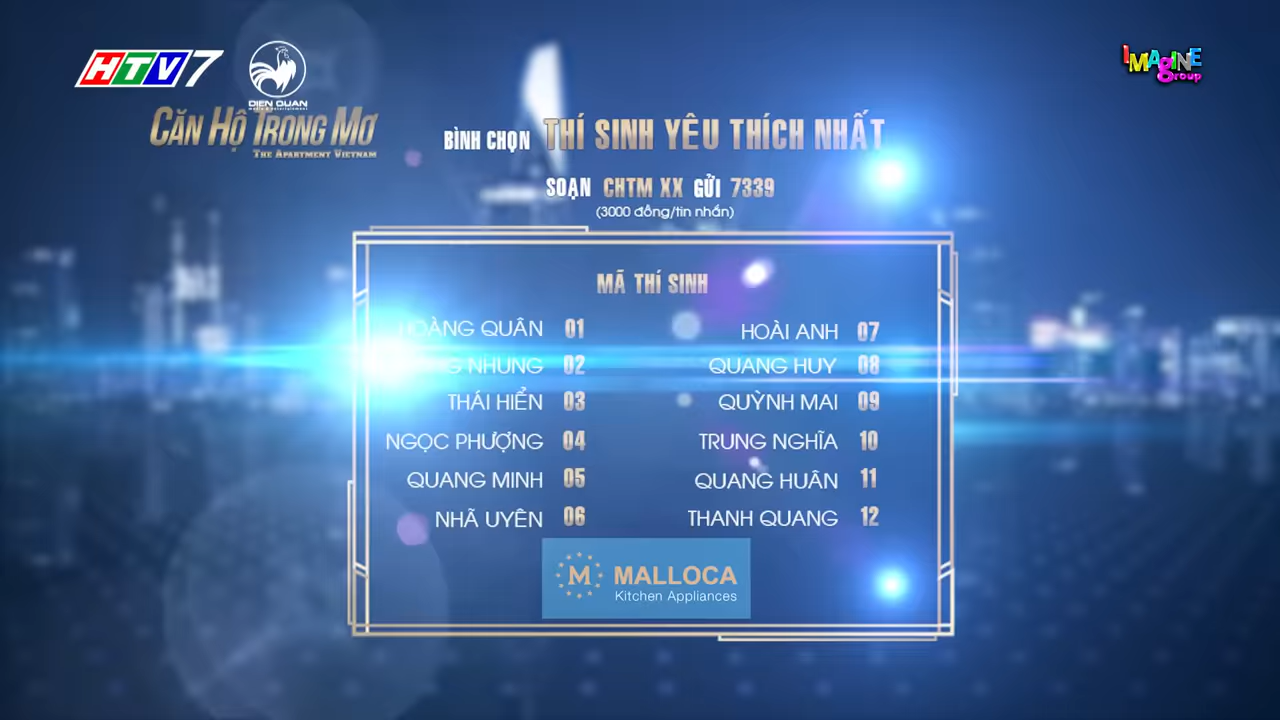 HTV7
DIEN QUAN
media & entertainment
IMAGINE
group
CĂN HỘ TRONG MƠ
THE APARTMENT VIETNAM
BÌNH CHỌN THÍ SINH YÊU THÍCH NHẤT
SOẠN CHTM XX GỬI 7339
(3000 đồng/tin nhắn)
MÃ THÍ SINH
HOÀNG QUÂN 01
NHUNG 02
THÁI HIỂN 03
NGỌC PHƯỢNG 04
QUANG MINH 05
NHÃ UYÊN 06
HOÀI ANH 07
QUANG HUY 08
QUỲNH MAI 09
TRUNG NGHĨA 10
QUANG HUÂN 11
THANH QUANG 12
M MALLOCA
Kitchen Appliances